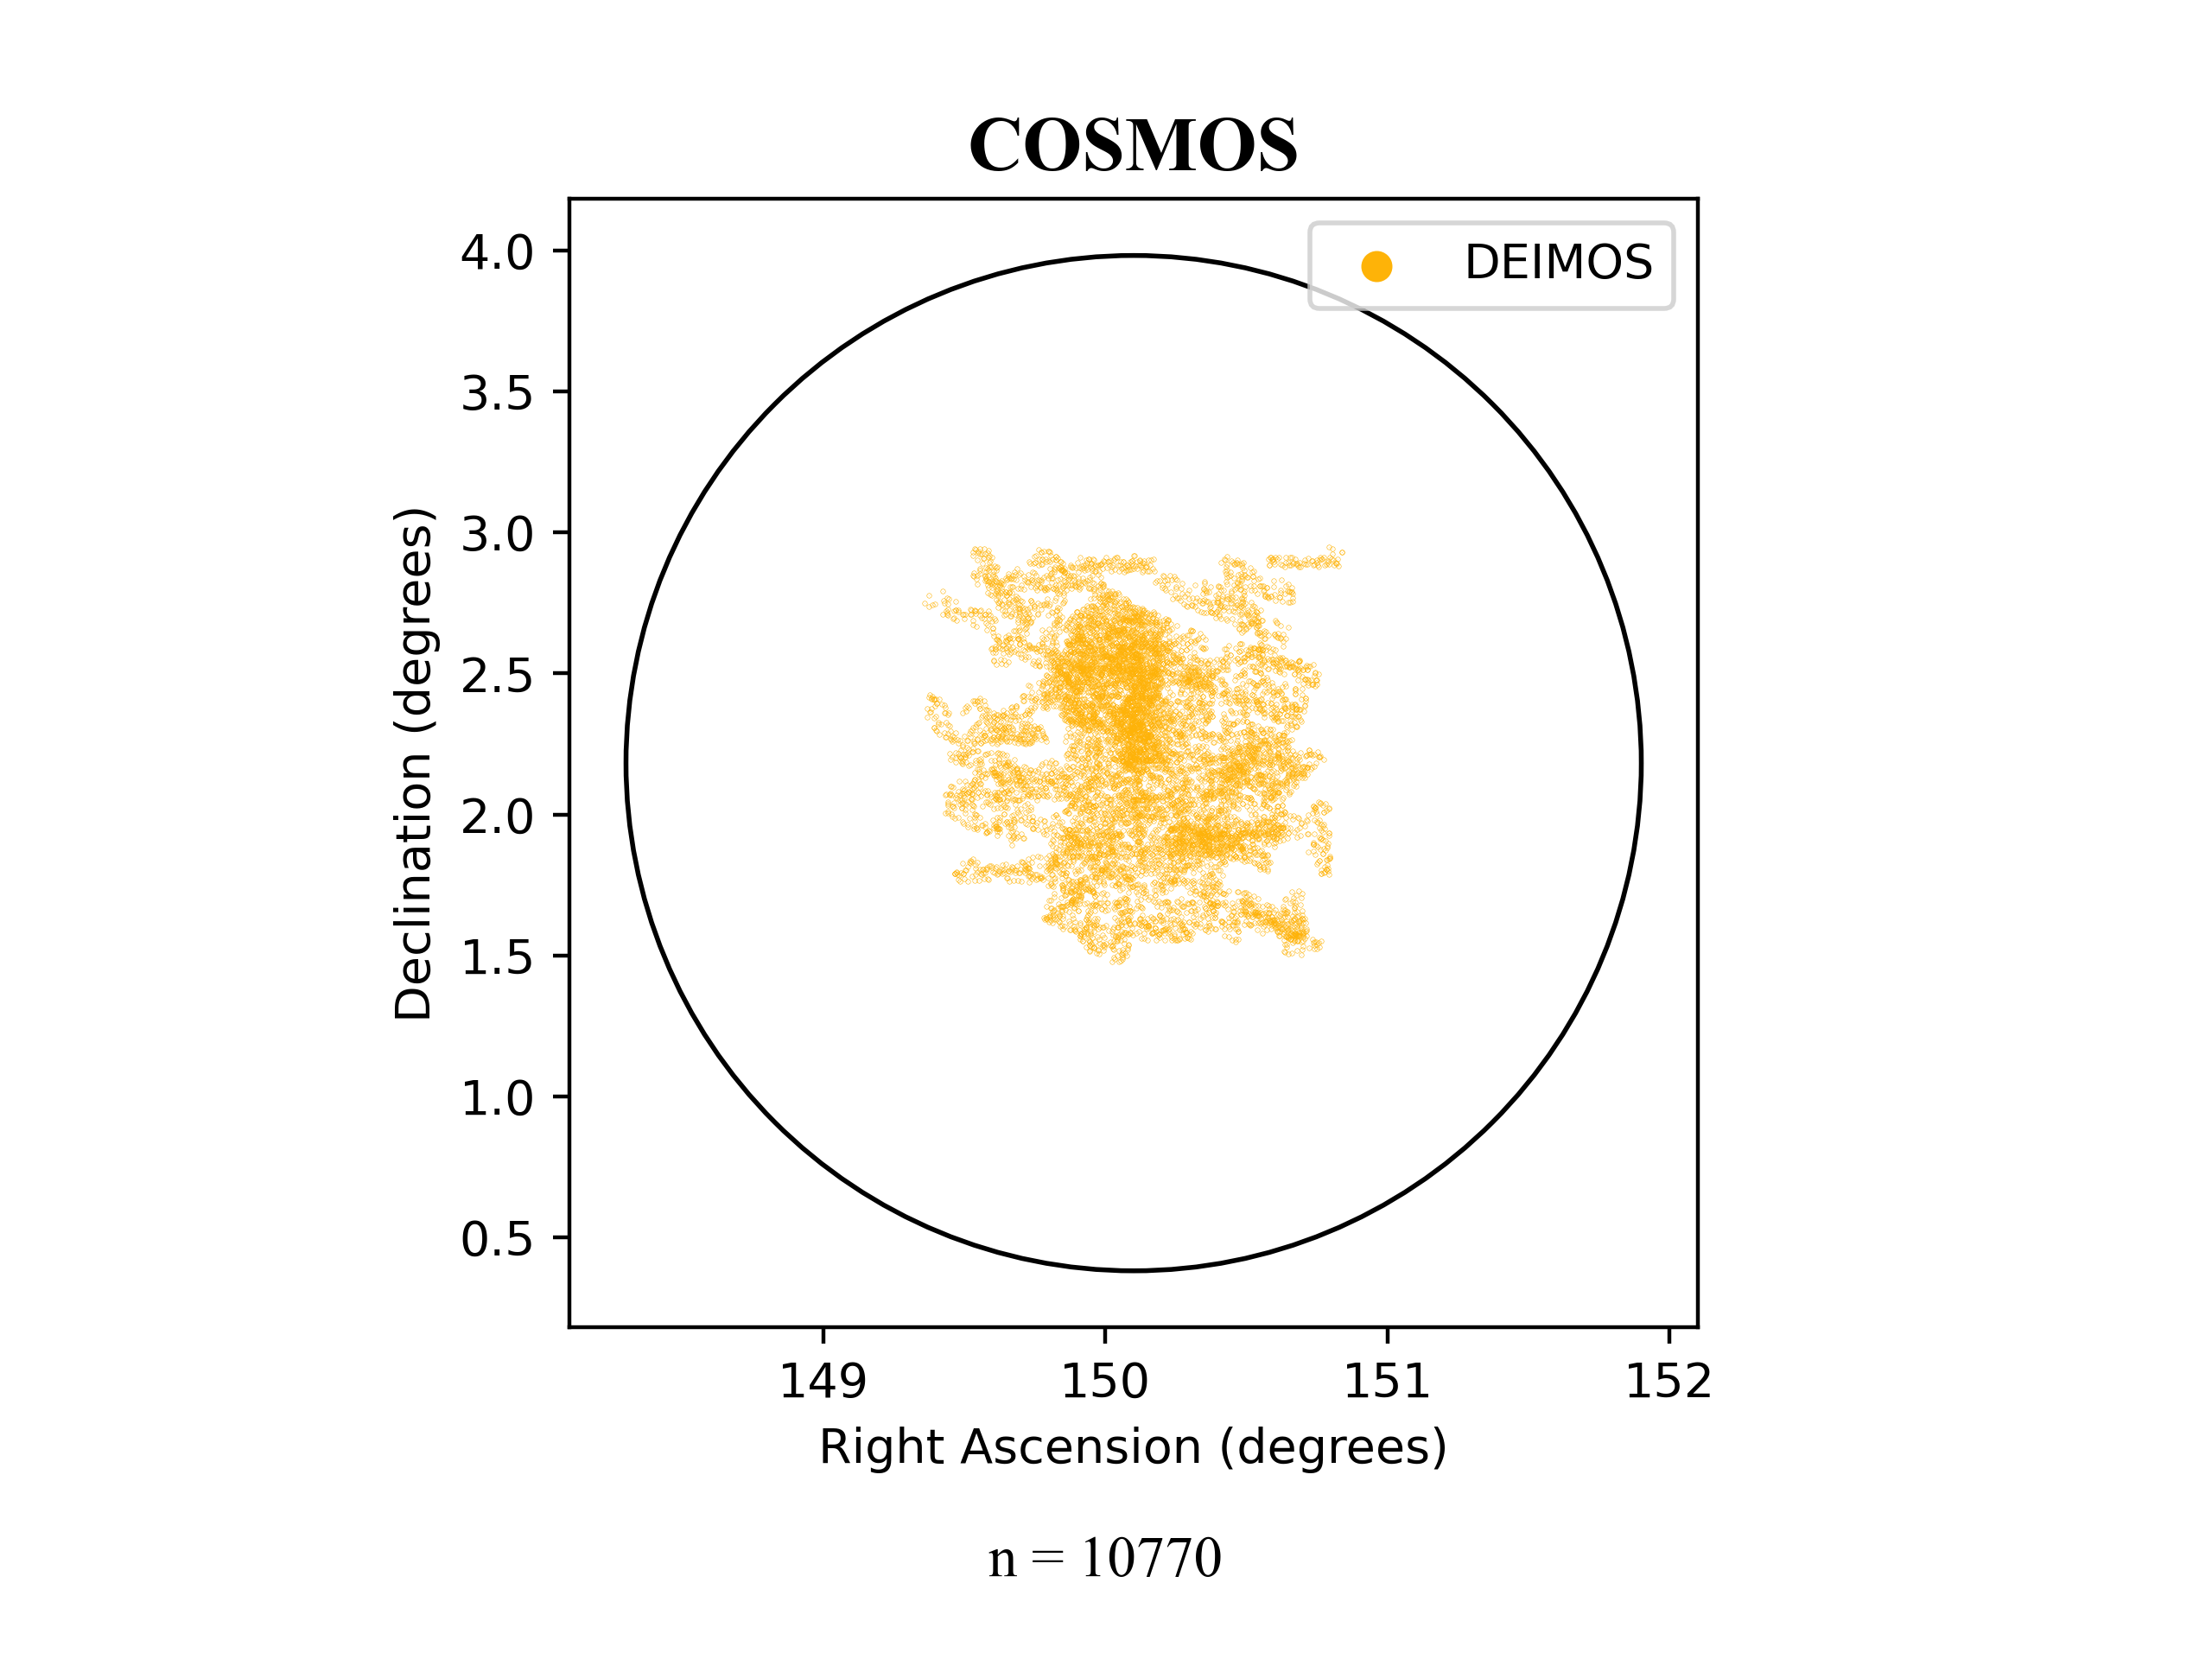 COSMOS
DEIMOS
4.0
3.5
3.0
2.5
2.0
1.5
1.0
0.5
Declination (degrees)
149 150 151 152
Right Ascension (degrees)
n = 10770